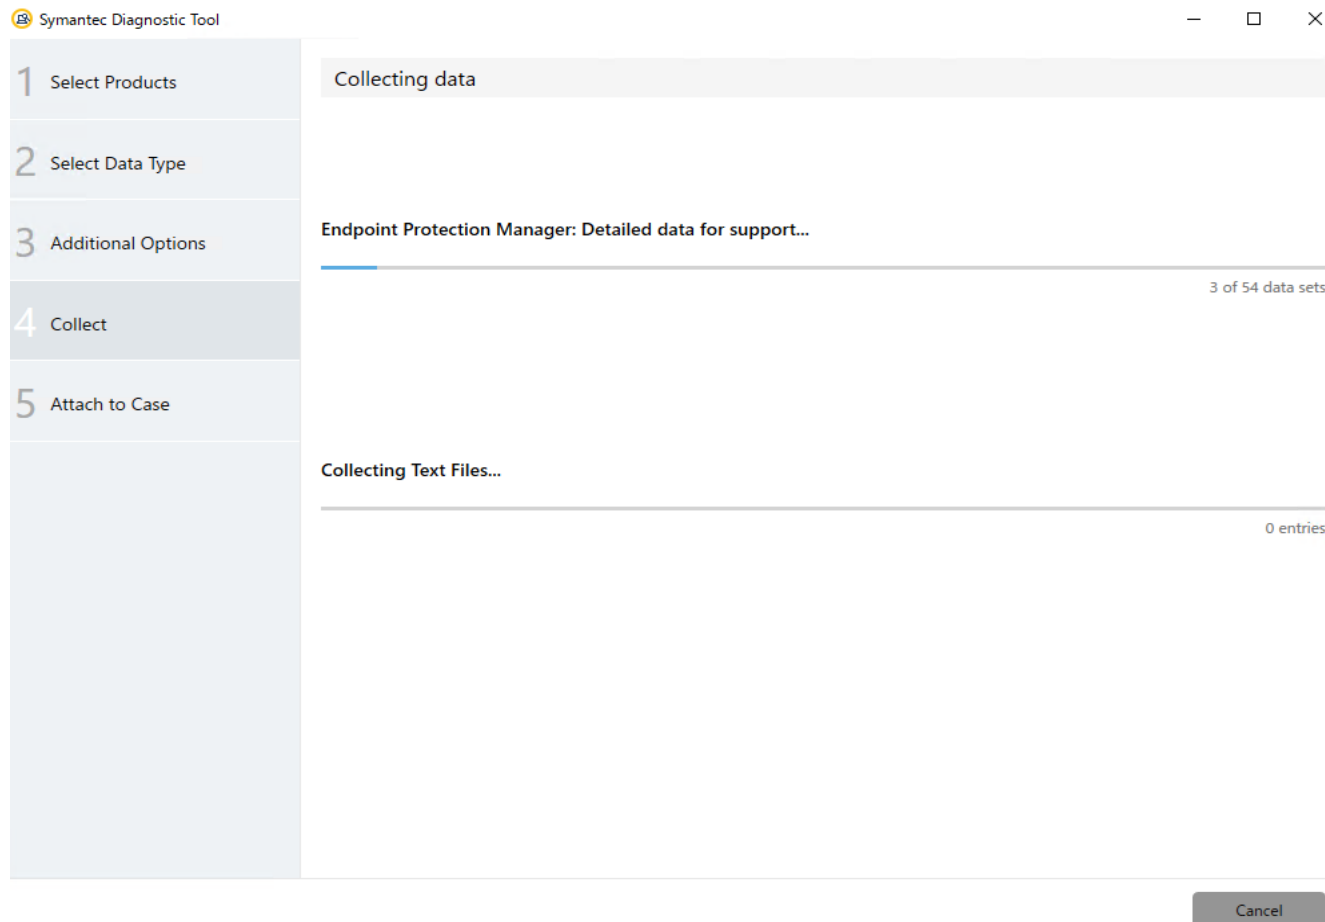 Symantec Diagnostic Tool
1 Select Products
2 Select Data Type
3 Additional Options
4 Collect
5 Attach to Case
Collecting data
Endpoint Protection Manager: Detailed data for support...
3 of 54 data sets
Collecting Text Files...
0 entries
Cancel